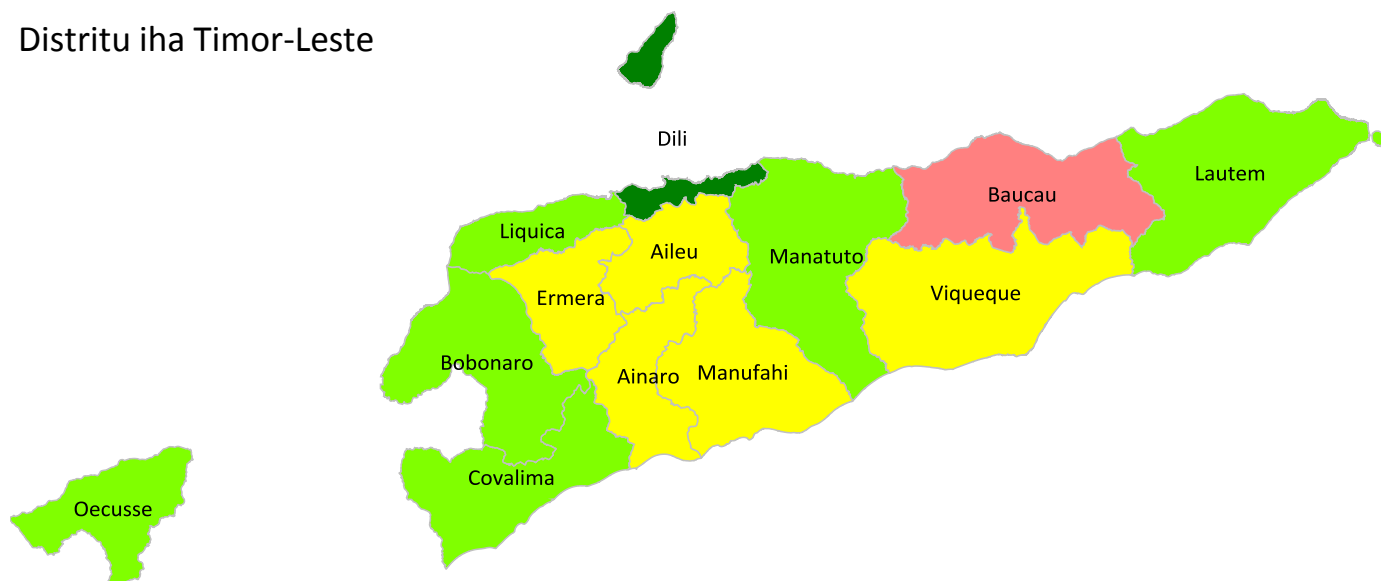 Distritu iha Timor-Leste
Dili
Lautem
Baucau
Liquica
Aileu
Manatuto
Viqueque
Ermera
Bobonaro
Ainaro
Manufahi
Covalima
Oecusse